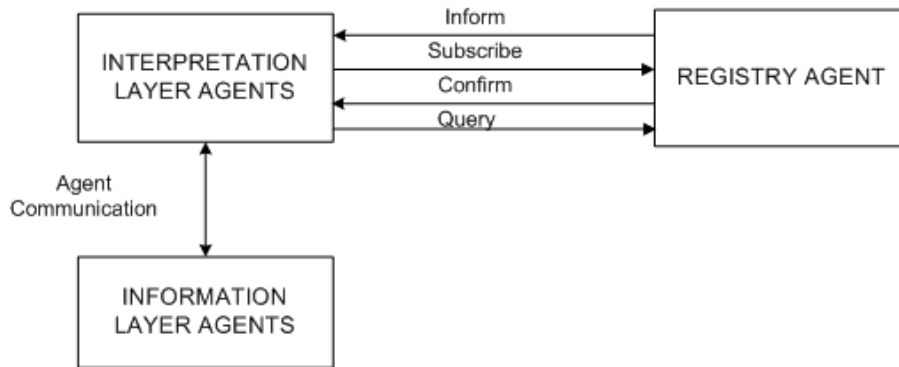 Inform
INTERPRETATION
LAYER AGENTS
Subscribe
REGISTRY AGENT
Confirm
Query
Agent
Communication
INFORMATION
LAYER AGENTS